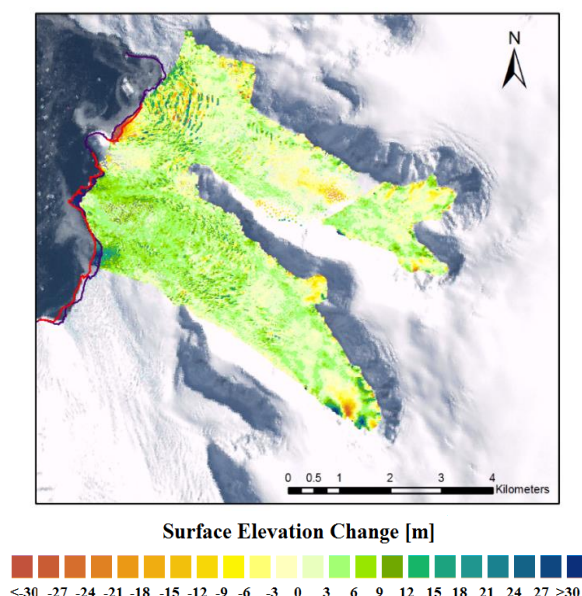 N
0 0.5 1 2 3 4
Kilometers
Surface Elevation Change [m]
<-30 -27 -24 -21 -18 -15 -12 -9 -6 -3 0 3 6 9 12 15 18 21 24 27 >30